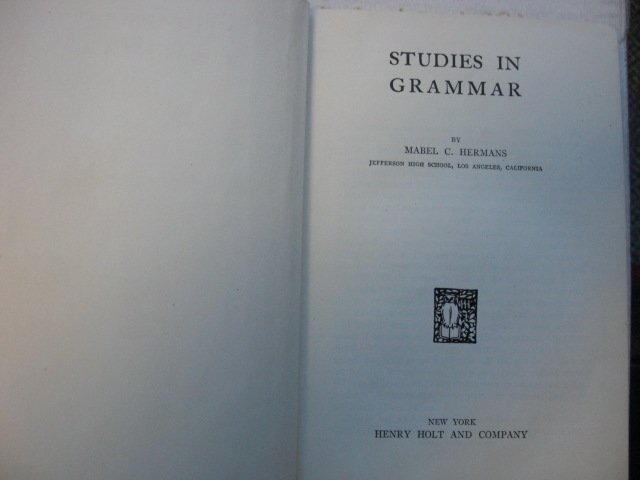 STUDIES IN
GRAMMAR
BY
MABEL C. HERMANS
JEFFERSON HIGH SCHOOL, LOS ANGELES, CALIFORNIA
NEW YORK
HENRY HOLT AND COMPANY